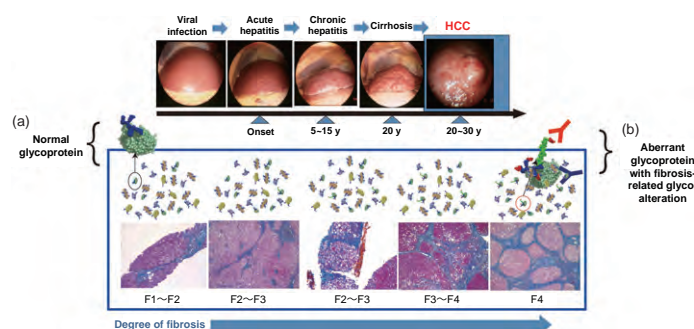 Viral
infection
Acute
hepatitis
Chronic
hepatitis
Cirrhosis
HCC
Onset
5~15 y
20 y
20~30 y
(a)
Normal
glycoprotein
(b)
Aberrant
glycoprotein
with fibrosis-
related glyco
alteration
F1～F2
F2～F3
F2～F3
F3～F4
F4
Degree of fibrosis